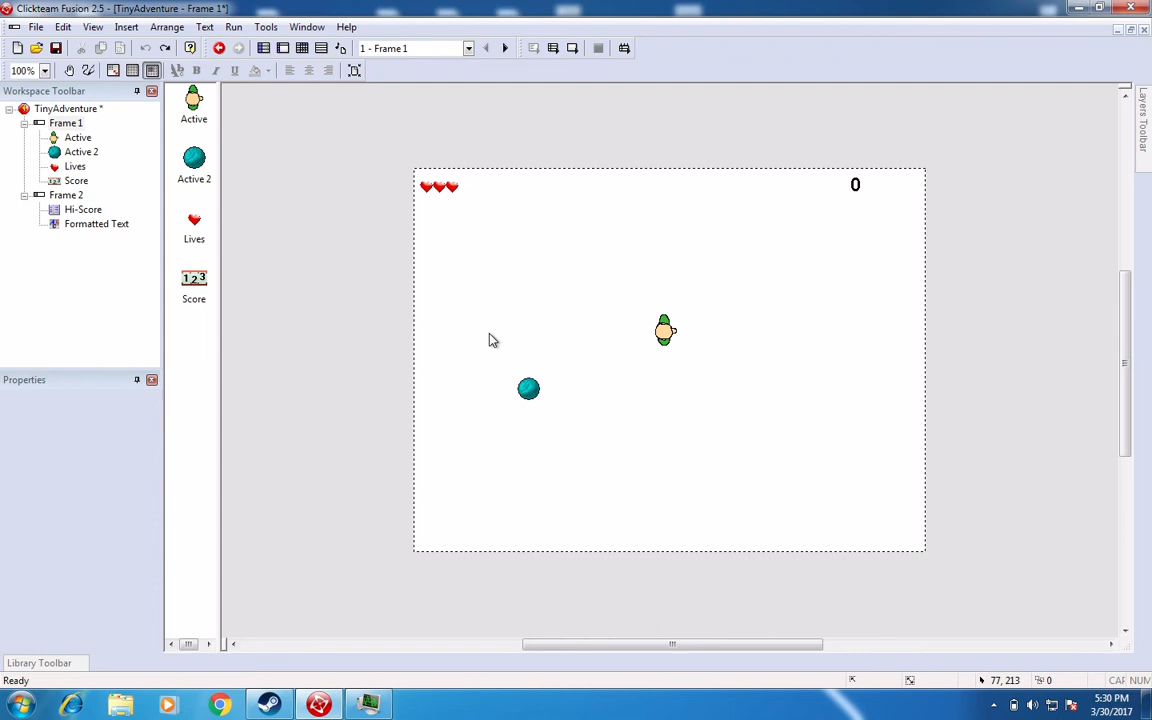 Clickteam Fusion 2.5 - [TinyAdventure - Frame 1*]
File Edit View Insert Arrange Text Run Tools Window Help
1 - Frame 1
100%
B I U
Workspace Toolbar
TinyAdventure *
Frame 1
Active
Active 2
Lives
Score
Frame 2
Hi-Score
Formatted Text
Properties
Library Toolbar
Active
Active 2
Lives
123
Score
0
Layers Toolbar
Ready
77, 213
0
CAP NUM
5:30 PM
3/30/2017